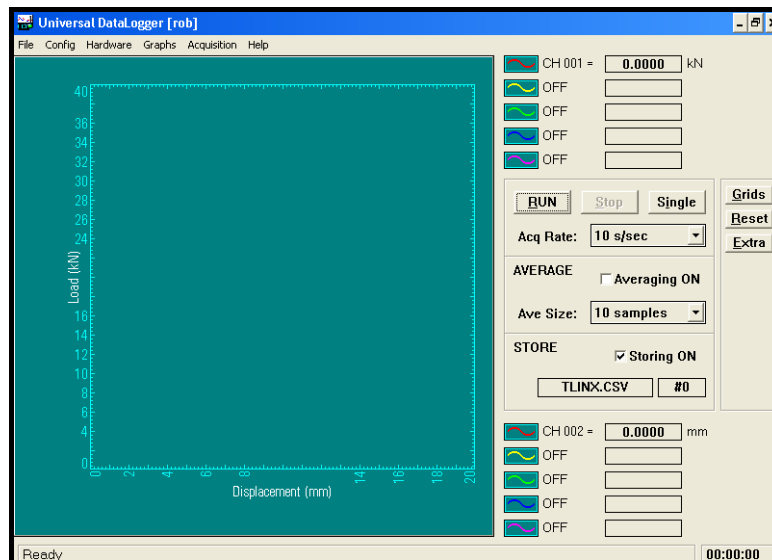 Universal DataLogger [rob]
File Config Hardware Graphs Acquisition Help
40
36
34
32
30
28
26
24
16
14
12
10
8
6
4
0
Load (kN)
0 2 4 6 8 14 16 18 20
Displacement (mm)
CH 001 = 0.0000 kN
OFF
OFF
OFF
OFF
RUN Stop Single
Acq Rate: 10 s/sec
AVERAGE
Averaging ON
Ave Size: 10 samples
STORE
Storing ON
TLINX.CSV #0
Grids
Reset
Extra
CH 002 = 0.0000 mm
OFF
OFF
OFF
OFF
Ready 00:00:00